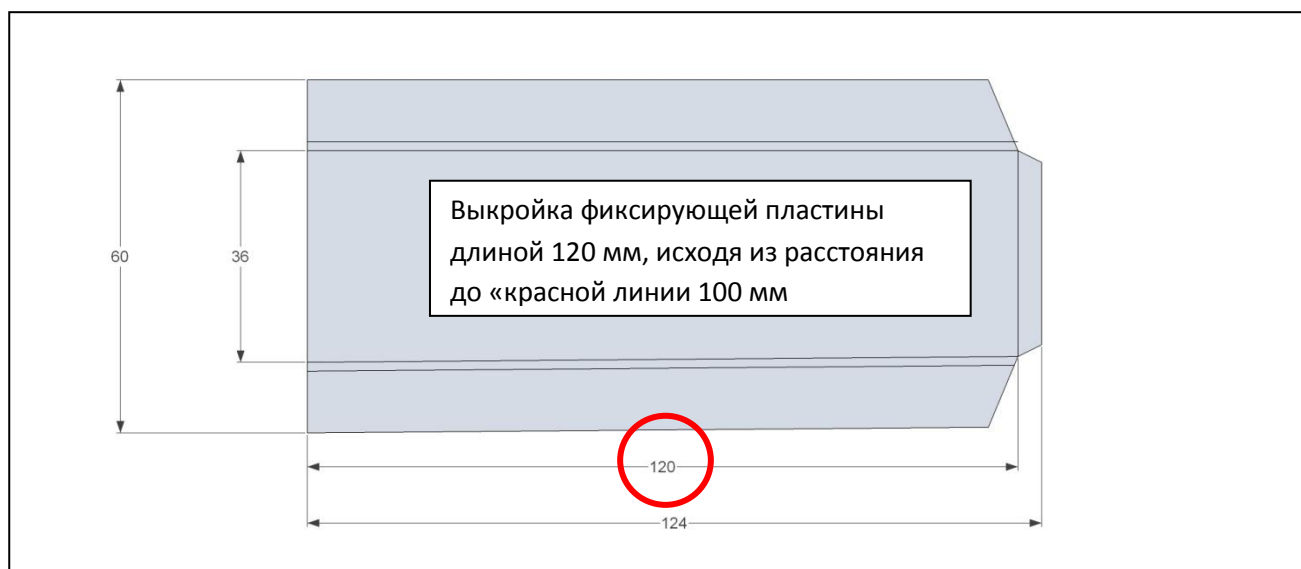 60
36
Выкройка фиксирующей пластины
длиной 120 мм, исходя из расстояния
до «красной линии 100 мм
120
124